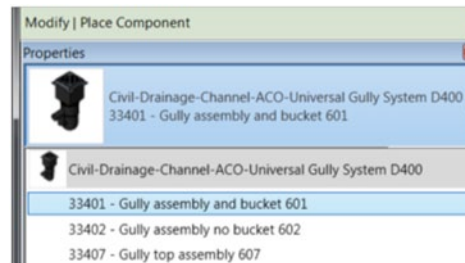 Modify | Place Component
Properties
Civil-Drainage-Channel-ACO-Universal Gully System D400
33401 - Gully assembly and bucket 601
Civil-Drainage-Channel-ACO-Universal Gully System D400
33401 - Gully assembly and bucket 601
33402 - Gully assembly no bucket 602
33407 - Gully top assembly 607